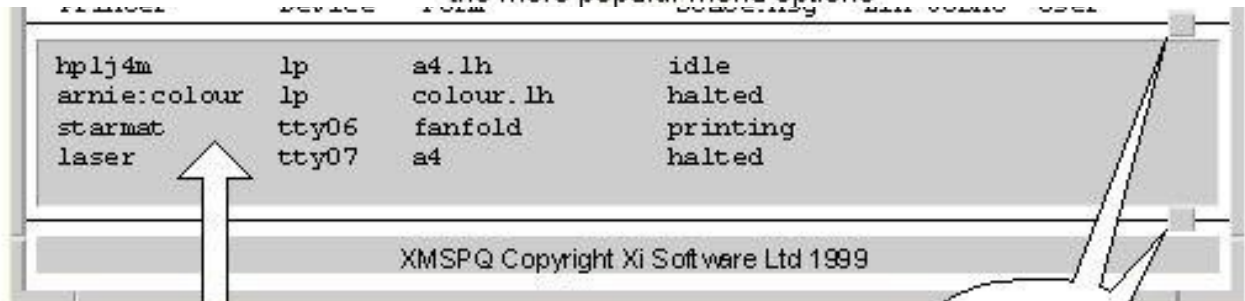 hplj4m lp a4.lh idle
arnie:colour lp colour.lh halted
starmat tty06 fanfold printing
laser tty07 a4 halted
XMSPQ Copyright Xi Software Ltd 1999